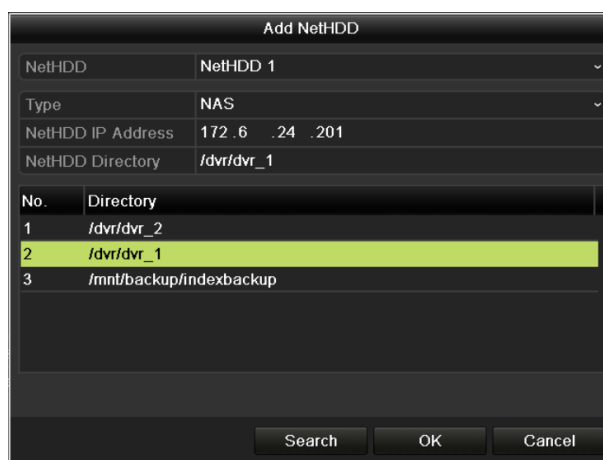 Add NetHDD
NetHDD NetHDD 1
Type NAS
NetHDD IP Address 172 .6 .24 .201
NetHDD Directory /dvr/dvr_1
No. Directory
1 /dvr/dvr_2
2 /dvr/dvr_1
3 /mnt/backup/indexbackup
Search OK Cancel